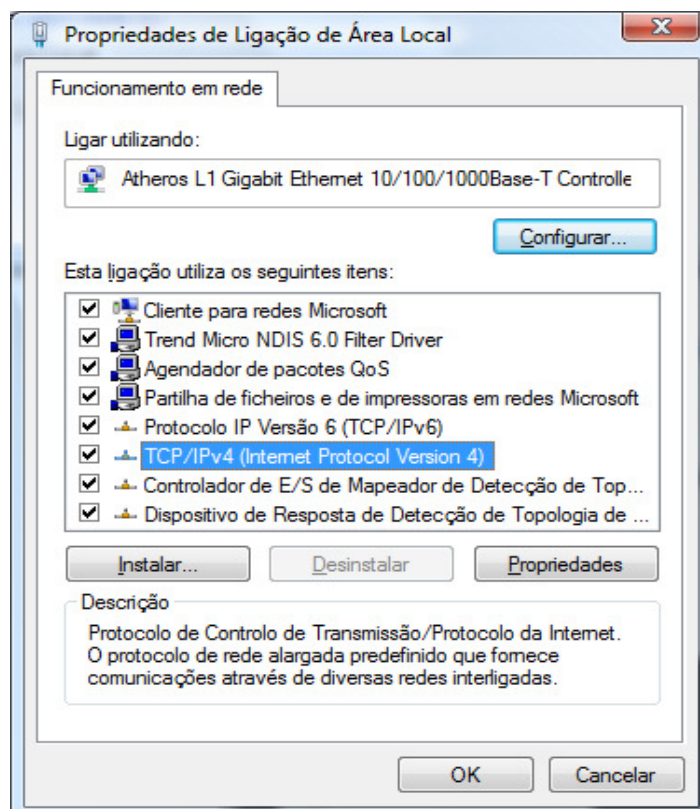 Propriedades de Ligação de Área Local
Funcionamento em rede
Ligar utilizando:
Atheros L1 Gigabit Ethernet 10/100/1000Base-T Controlle
Configurar...
Esta ligação utiliza os seguintes itens:
Cliente para redes Microsoft
Trend Micro NDIS 6.0 Filter Driver
Agendador de pacotes QoS
Partilha de ficheiros e de impressoras em redes Microsoft
Protocolo IP Versão 6 (TCP/IPv6)
TCP/IPv4 (Internet Protocol Version 4)
Controlador de E/S de Mapeador de Detecção de Top...
Dispositivo de Resposta de Detecção de Topologia de ...
Instalar... Desinstalar Propriedades
Descrição
Protocolo de Controlo de Transmissão/Protocolo da Internet.
O protocolo de rede alargada predefinido que fornece
comunicações através de diversas redes interligadas.
OK Cancelar